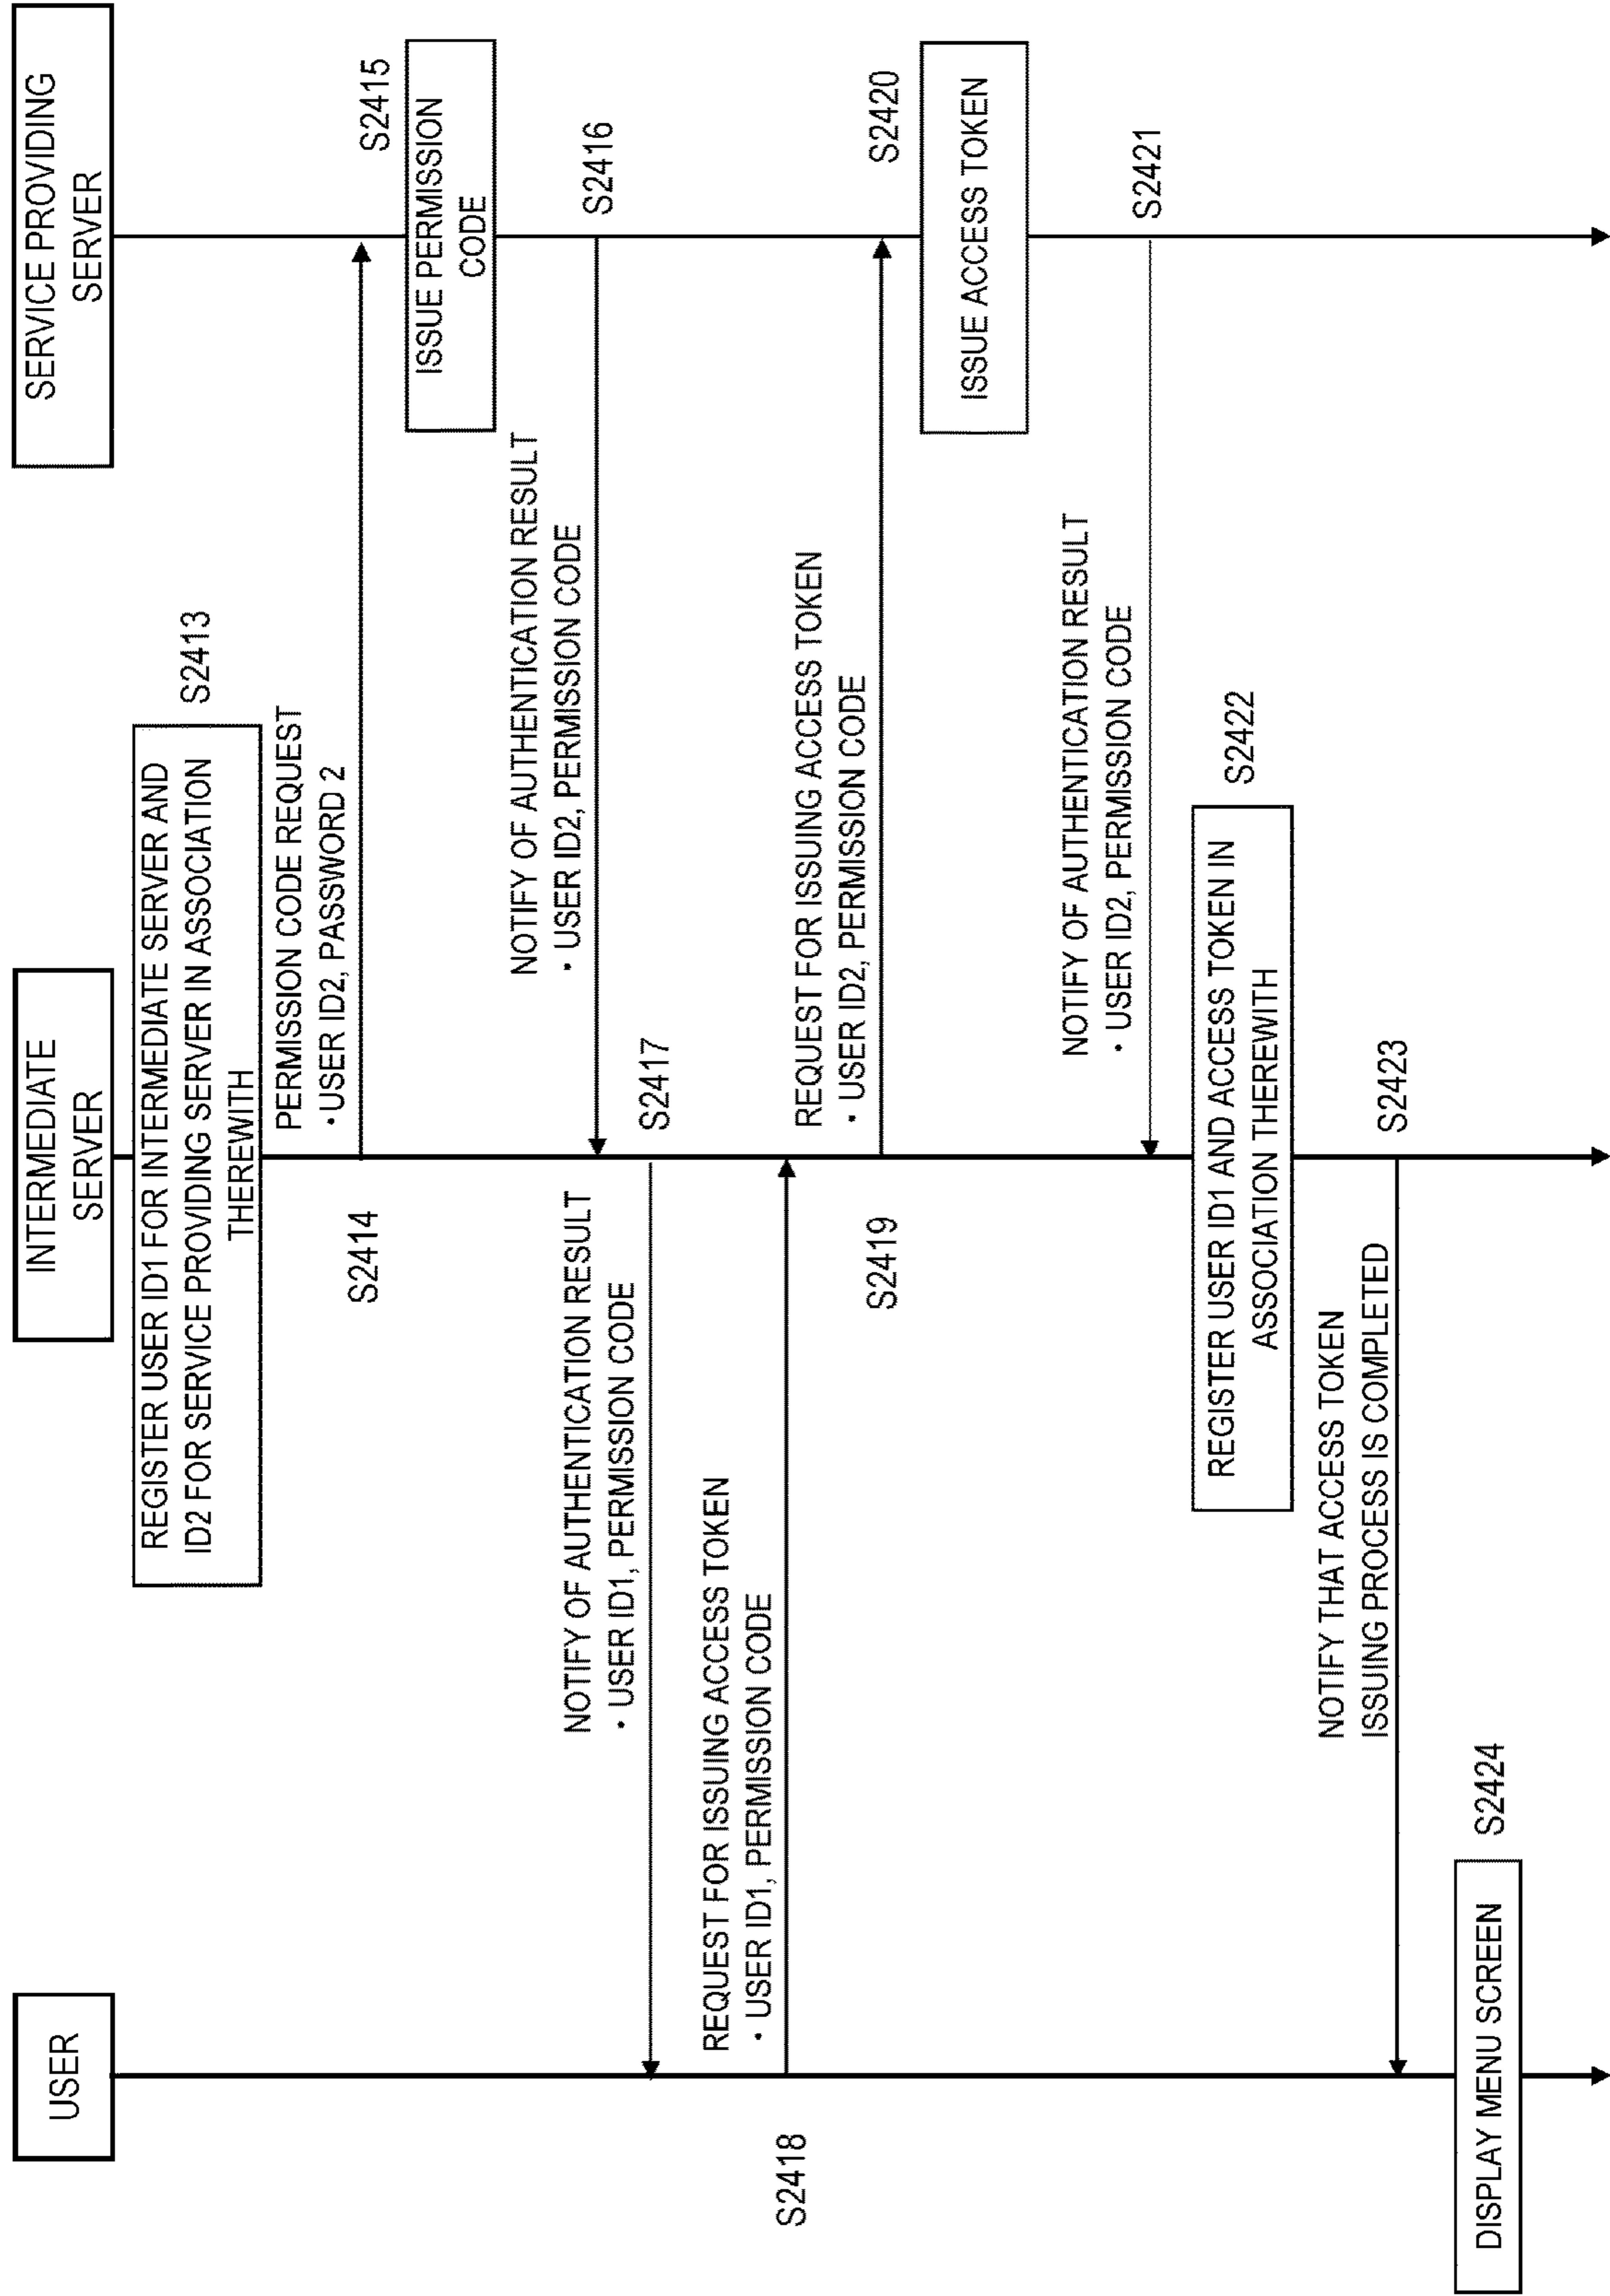 USER
INTERMEDIATE
SERVER
SERVICE PROVIDING
SERVER
REGISTER USER ID1 FOR INTERMEDIATE SERVER AND
ID2 FOR SERVICE PROVIDING SERVER IN ASSOCIATION
THEREWITH
S2413
PERMISSION CODE REQUEST
・USER ID2, PASSWORD 2
S2414
S2415
ISSUE PERMISSION
CODE
NOTIFY OF AUTHENTICATION RESULT
・USER ID2, PERMISSION CODE
S2416
NOTIFY OF AUTHENTICATION RESULT
・USER ID1, PERMISSION CODE
S2417
REQUEST FOR ISSUING ACCESS TOKEN
・USER ID1, PERMISSION CODE
S2418
REQUEST FOR ISSUING ACCESS TOKEN
・USER ID2, PERMISSION CODE
S2419
S2420
ISSUE ACCESS TOKEN
NOTIFY OF AUTHENTICATION RESULT
・USER ID2, PERMISSION CODE
S2421
REGISTER USER ID1 AND ACCESS TOKEN IN
ASSOCIATION THEREWITH
S2422
NOTIFY THAT ACCESS TOKEN
ISSUING PROCESS IS COMPLETED
S2423
DISPLAY MENU SCREEN
S2424